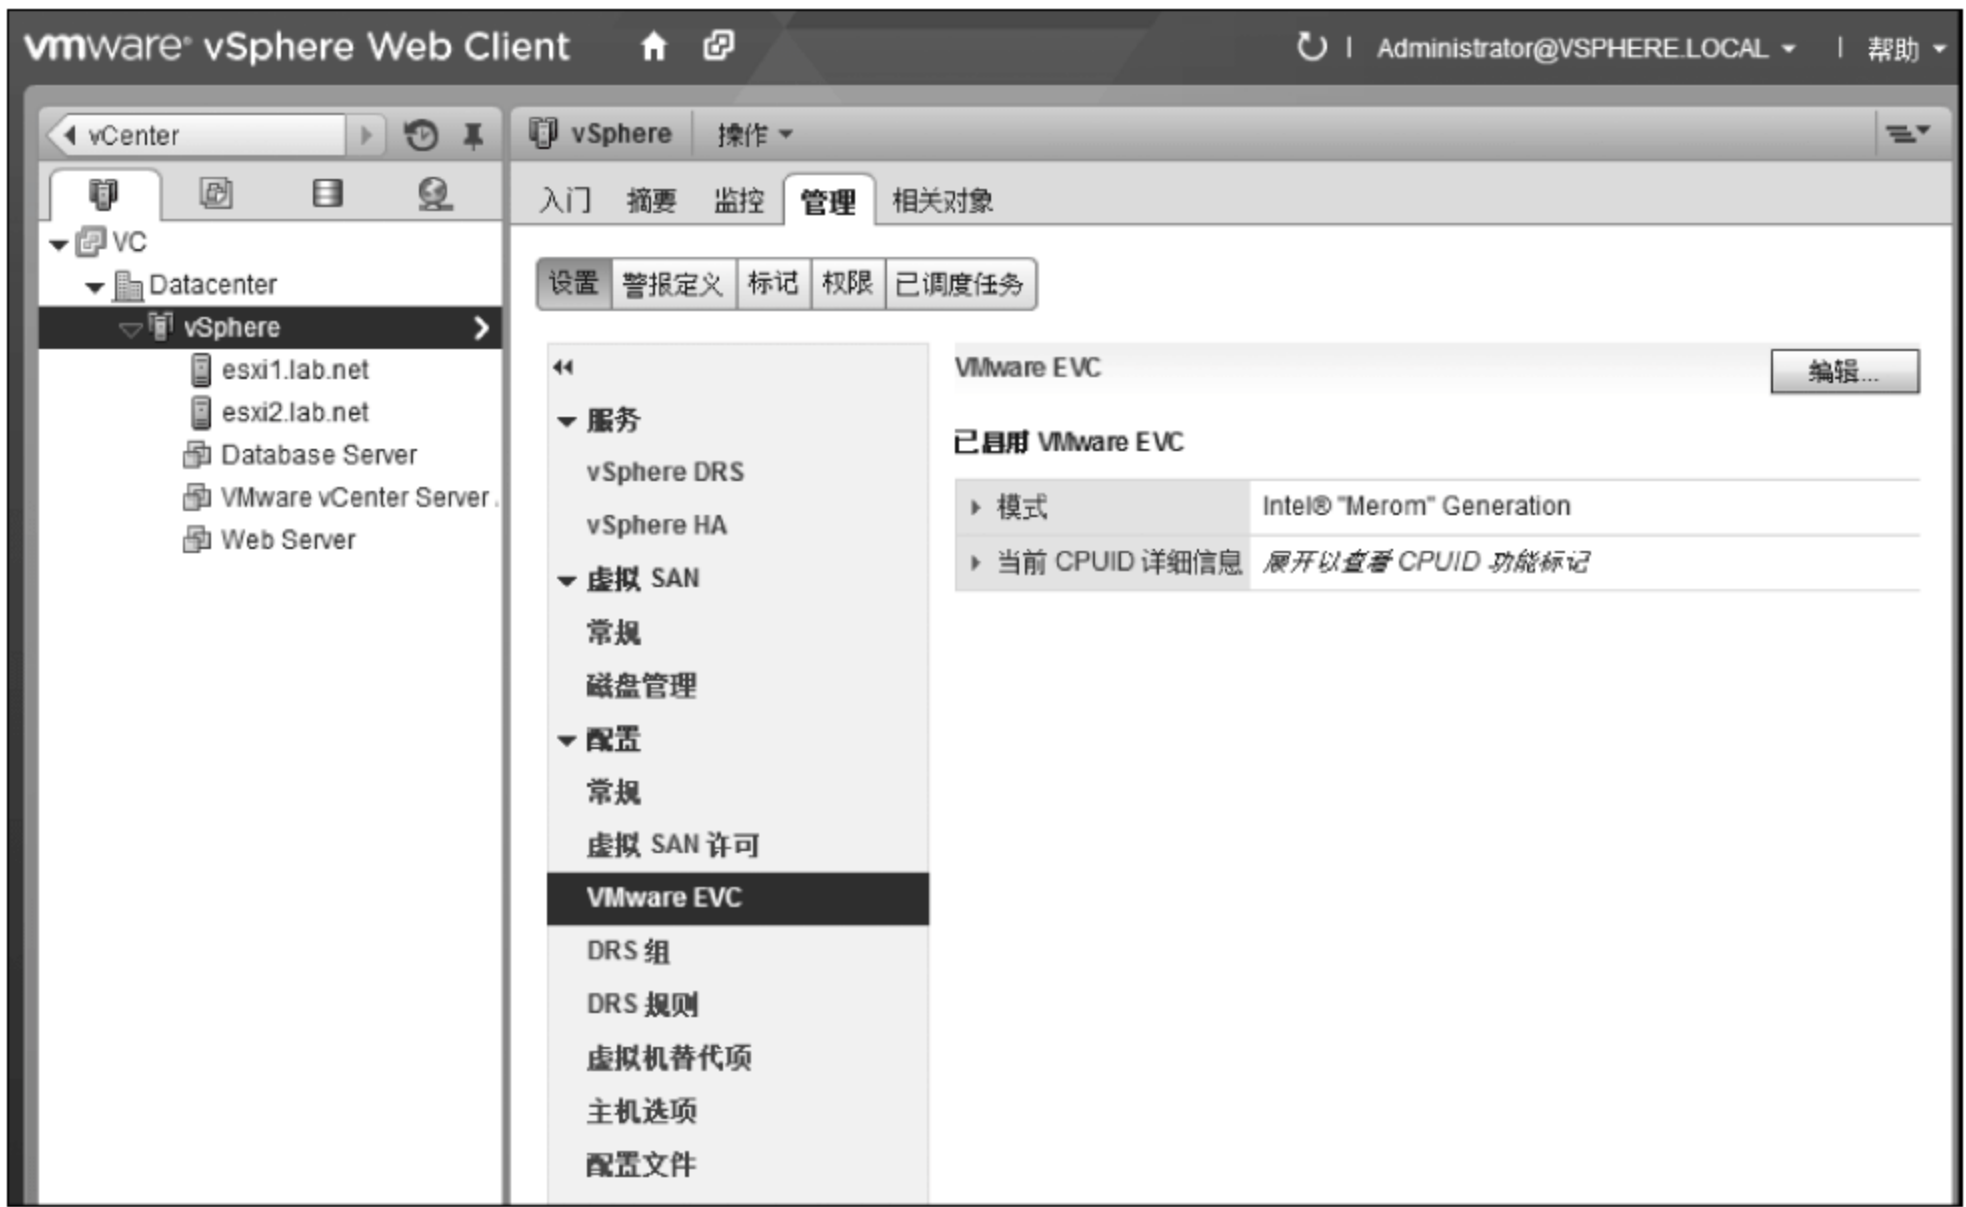 vmware® vSphere Web Client
Administrator@VSPHERE.LOCAL
帮助
vCenter
vSphere
操作
入门 摘要 监控 管理 相关对象
VC
Datacenter
vSphere
esxi1.lab.net
esxi2.lab.net
Database Server
VMware vCenter Server .
Web Server
设置 警报定义 标记 权限 已调度任务
服务
vSphere DRS
vSphere HA
虚拟 SAN
常规
磁盘管理
配置
常规
虚拟 SAN 许可
VMware EVC
DRS 组
DRS 规则
虚拟机替代项
主机选项
配置文件
VMware EVC
编辑...
已启用 VMware EVC
模式 Intel® "Merom" Generation
当前 CPUID 详细信息 展开以查看 CPUID 功能标记